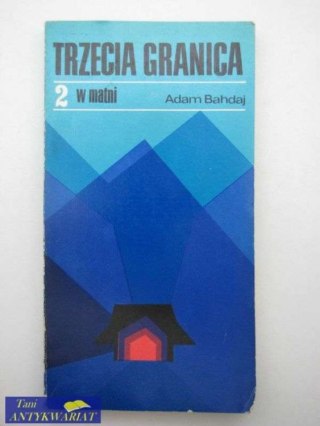 TRZECIA GRANICA
2 w matni Adam Bahdaj
Tani
ANTYKWARIAT